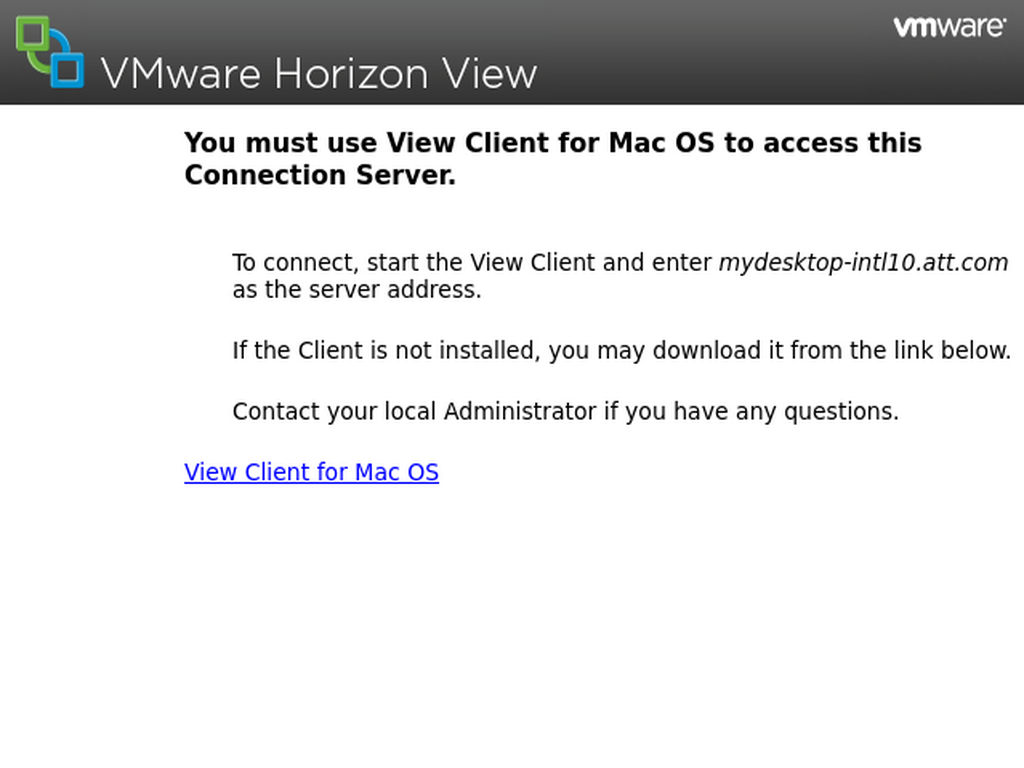 vmware
VMware Horizon View
You must use View Client for Mac OS to access this
Connection Server.
To connect, start the View Client and enter mydesktop-intl10.att.com
as the server address.
If the Client is not installed, you may download it from the link below.
Contact your local Administrator if you have any questions.
View Client for Mac OS